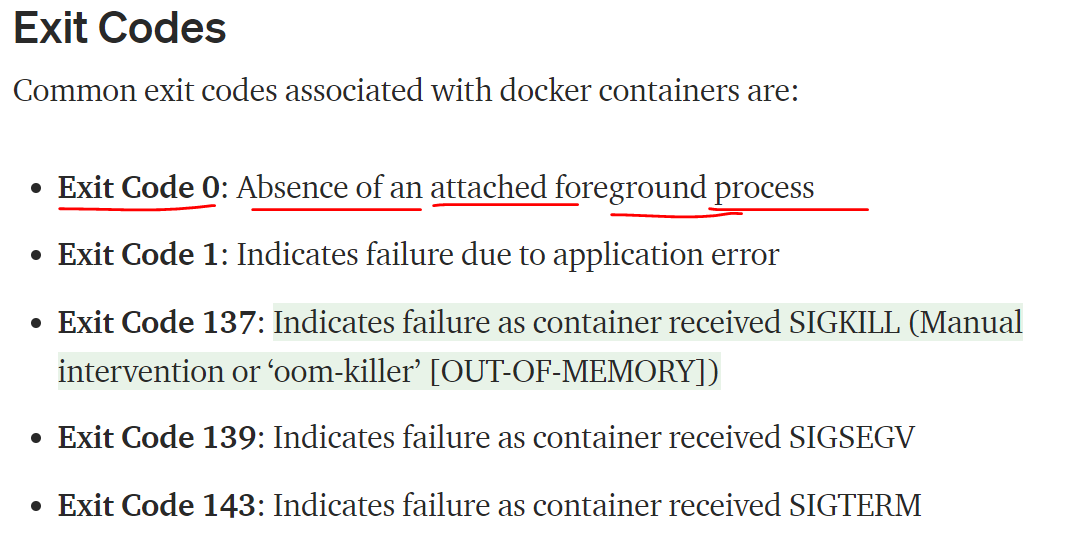 Exit Codes
Common exit codes associated with docker containers are:
• Exit Code 0: Absence of an attached foreground process
• Exit Code 1: Indicates failure due to application error
• Exit Code 137: Indicates failure as container received SIGKILL (Manual
intervention or ‘oom-killer’ [OUT-OF-MEMORY])
• Exit Code 139: Indicates failure as container received SIGSEGV
• Exit Code 143: Indicates failure as container received SIGTERM